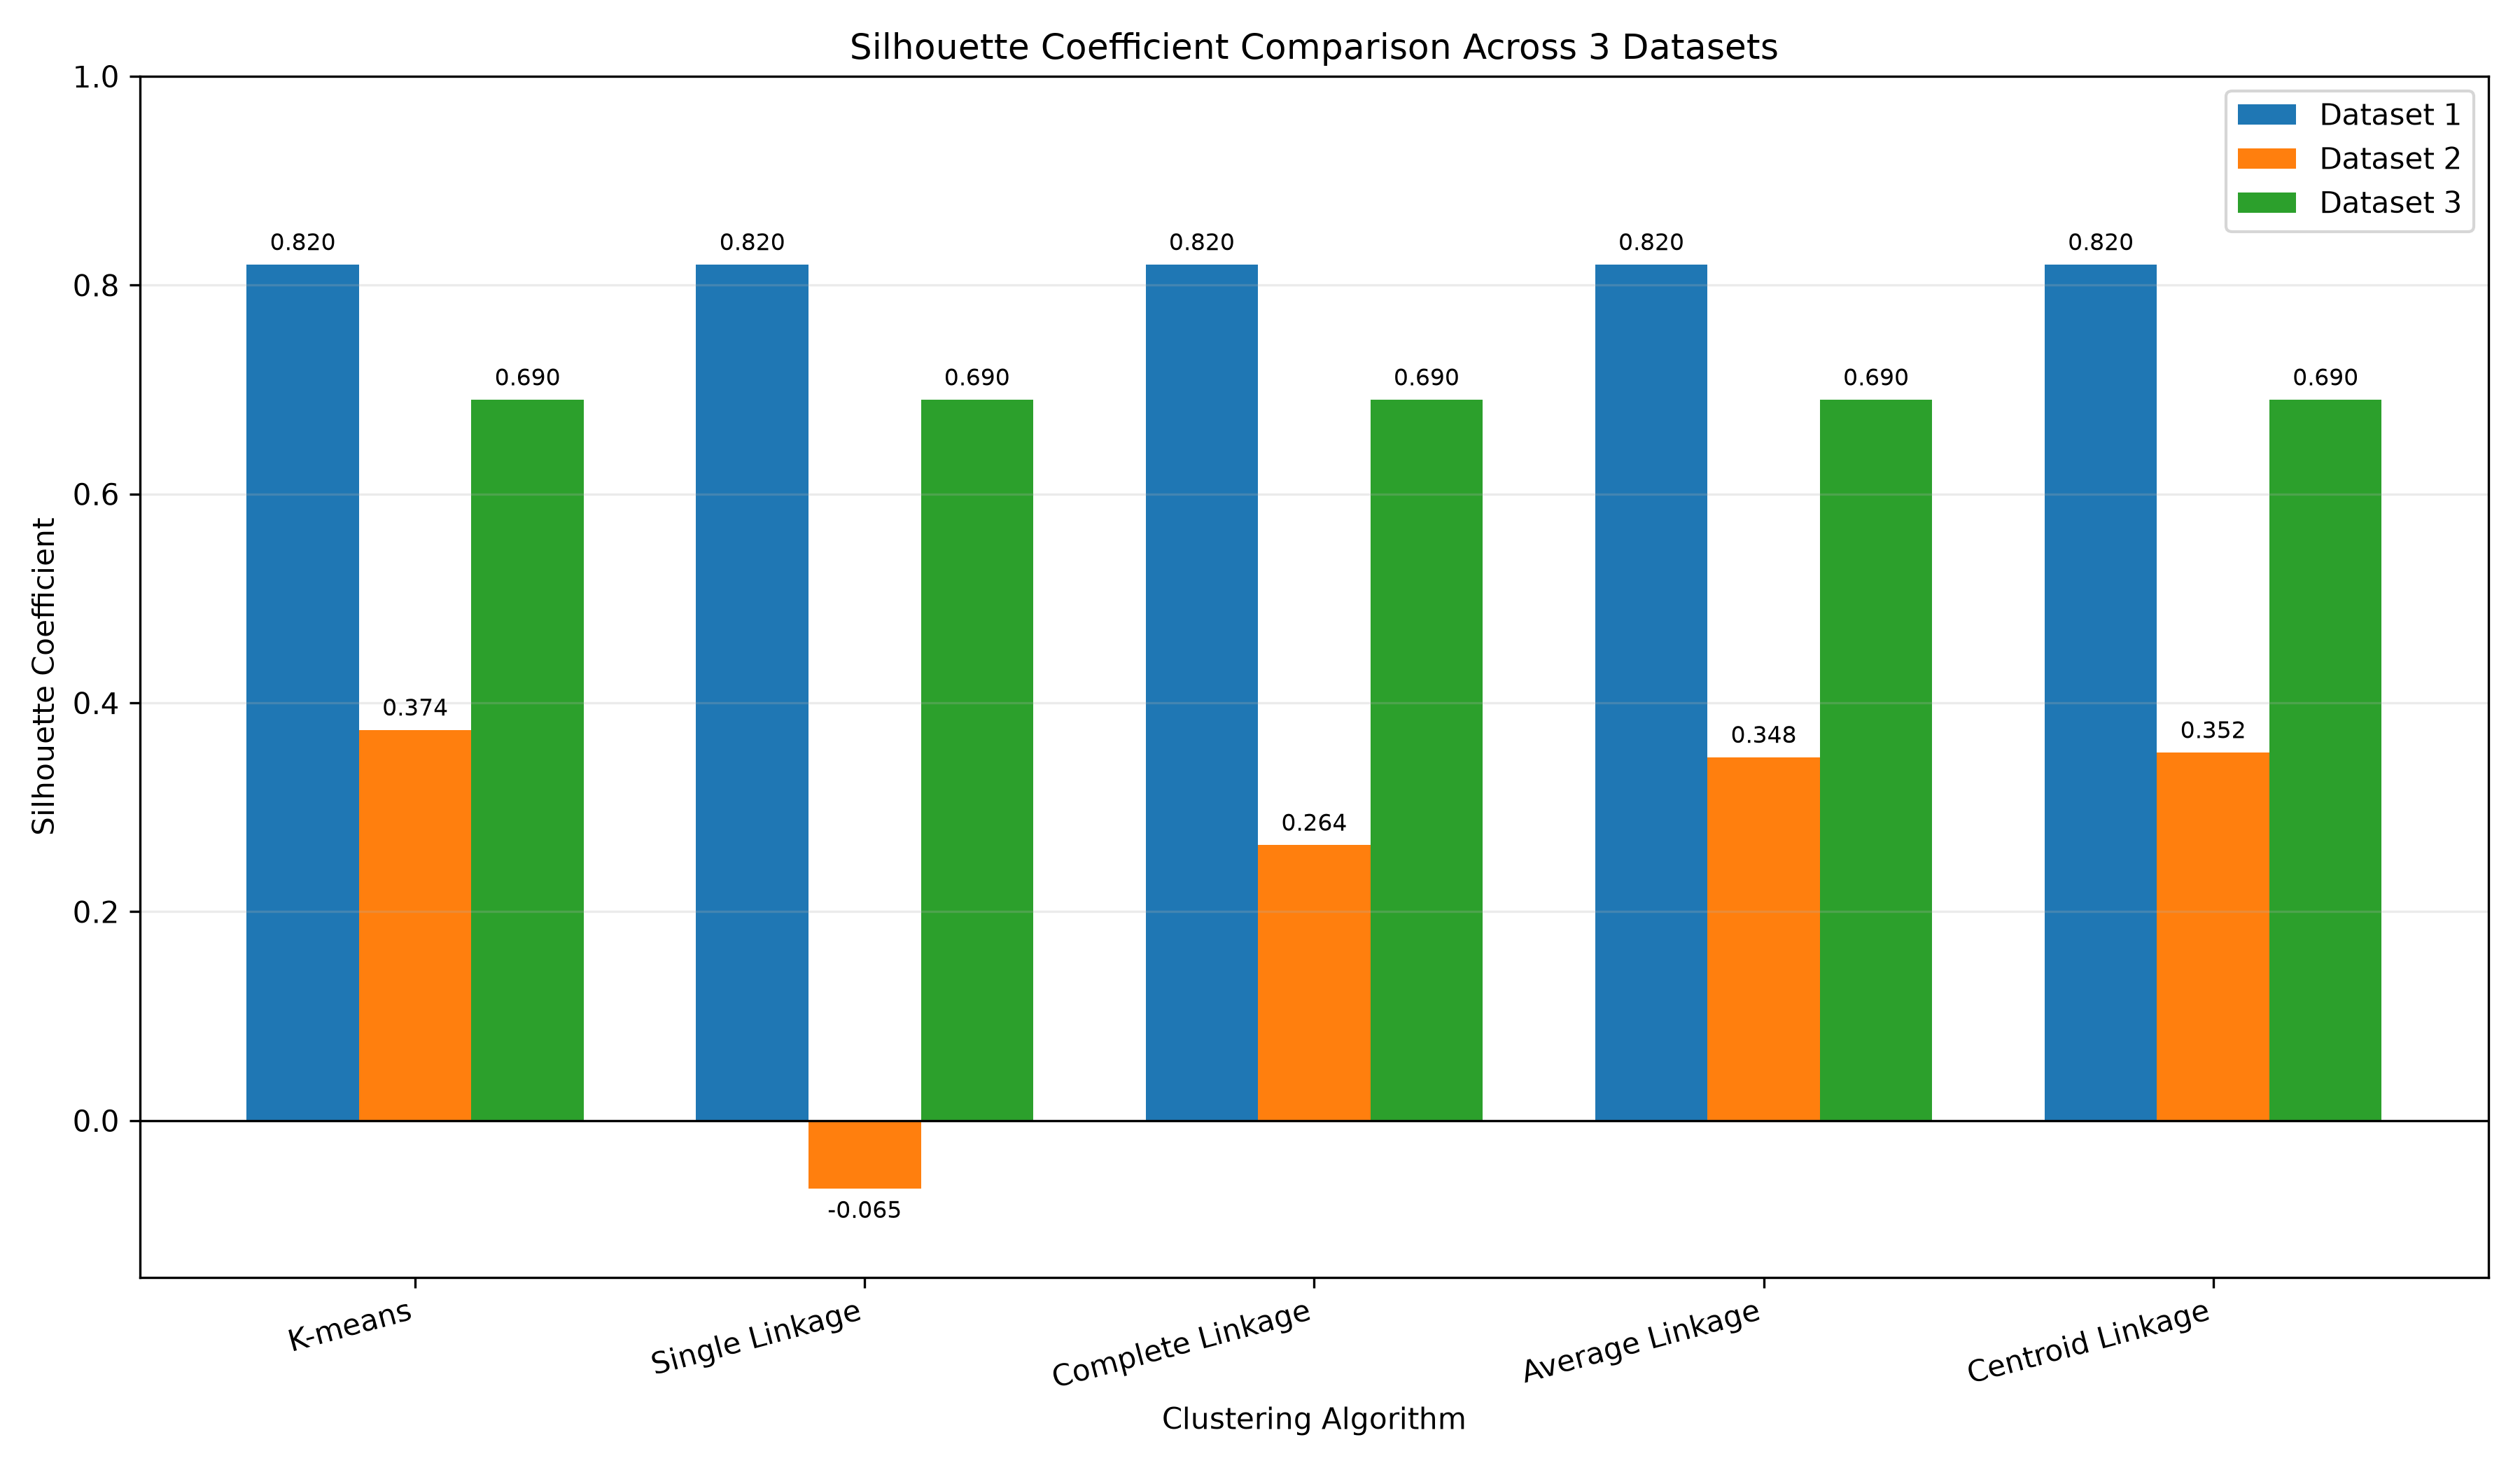 Silhouette Coefficient Comparison Across 3 Datasets
1.0
0.8
0.6
0.4
0.2
0.0
Silhouette Coefficient
Dataset 1
Dataset 2
Dataset 3
0.820
0.374
0.690
0.820
-0.065
0.690
0.820
0.264
0.690
0.820
0.348
0.690
0.820
0.352
0.690
K-means
Single Linkage
Complete Linkage
Average Linkage
Centroid Linkage
Clustering Algorithm